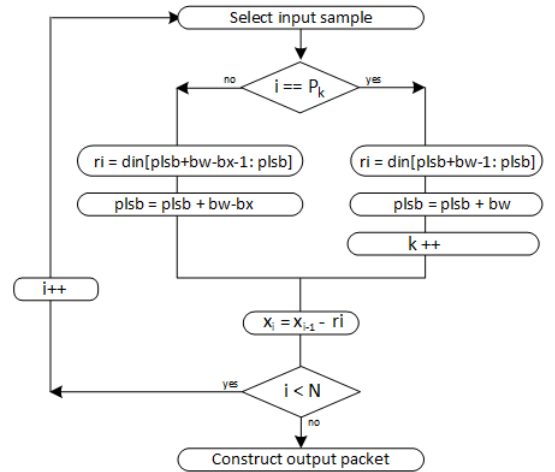 Select input sample
i == Pk
no
yes
ri = din[plsb+bw-bx-1: plsb]
ri = din[plsb+bw-1: plsb]
plsb = plsb + bw-bx
plsb = plsb + bw
k ++
i++
xi = xi-1 - ri
yes
i < N
no
Construct output packet